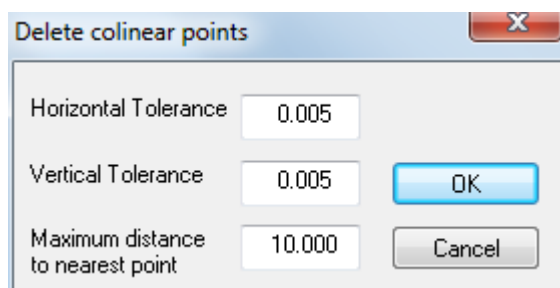 Delete colinear points
Horizontal Tolerance 0.005
Vertical Tolerance 0.005
OK
Maximum distance
to nearest point 10.000
Cancel